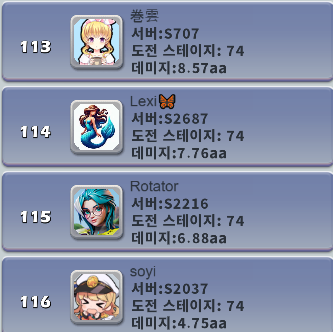 113
巻雲
서버:S707
도전 스테이지: 74
데미지:8.57aa
114
Lexi🦋
서버:S2687
도전 스테이지: 74
데미지:7.76aa
115
Rotator
서버:S2216
도전 스테이지: 74
데미지:6.88aa
116
soyi
서버:S2037
도전 스테이지: 74
데미지:4.75aa